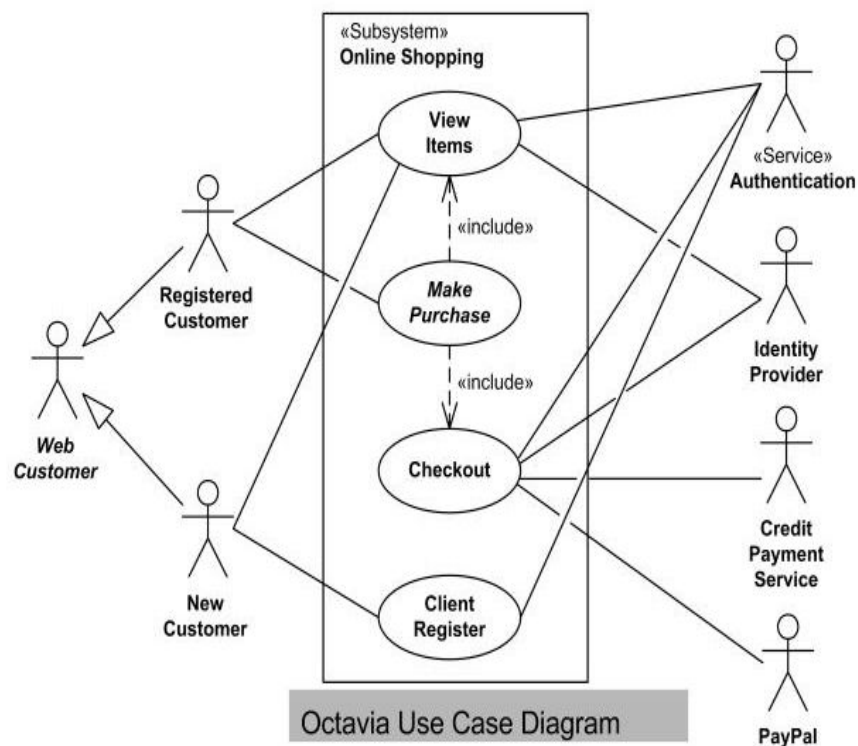 «Subsystem»
Online Shopping
View
Items
«Service»
Authentication
«include»
Registered
Customer
Make
Purchase
Identity
Provider
«include»
Web
Customer
Checkout
Credit
Payment
Service
New
Customer
Client
Register
Octavia Use Case Diagram
PayPal